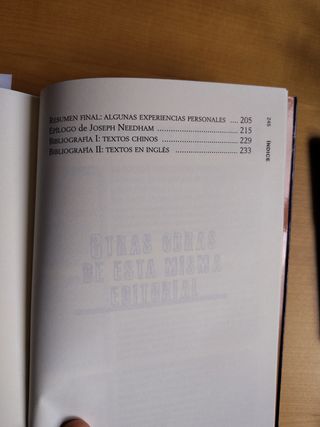 RESUMEN FINAL: ALGUNAS EXPERIENCIAS PERSONALES .... 205
EPÍLOGO de JOSEPH NEEDHAM ................................. 215
BIBLIOGRAFÍA I: TEXTOS CHINOS ............................. 229
BIBLIOGRAFÍA II: TEXTOS EN INGLÉS ........................ 233
245
ÍNDICE
OTRAS OBRAS
DE ESTA MISMA
EDITORIAL